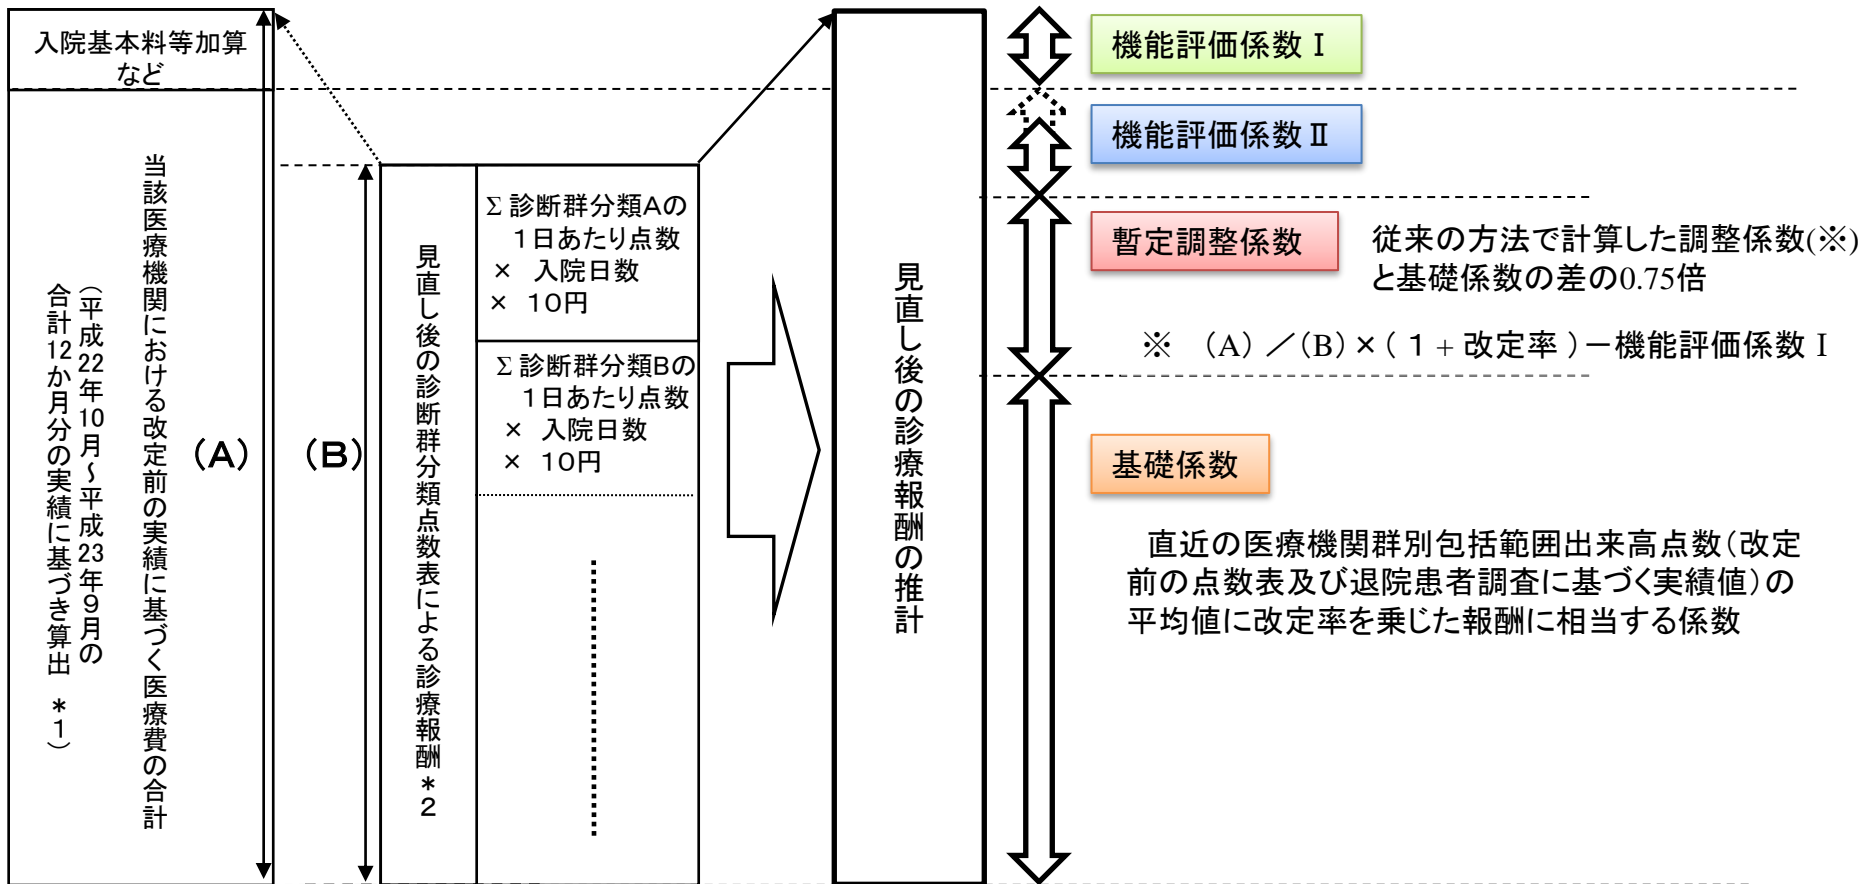 入院基本料等加算
など
当該医療機関における改定前の実績に基づく医療費の合計
（平成22年10月～平成23年９月の
合計12か月分の実績に基づき算出　＊１）
（A）
（B）
見直し後の診断群分類点数表による診療報酬＊２
Σ 診断群分類Aの
１日あたり点数
×　入院日数
×　１０円
Σ 診断群分類Bの
１日あたり点数
×　入院日数
×　１０円
見直し後の診療報酬の推計
機能評価係数Ⅰ
機能評価係数Ⅱ
暫定調整係数
従来の方法で計算した調整係数(※)
と基礎係数の差の0.75倍
※　（A）／（B）×（１+改定率）－機能評価係数Ⅰ
基礎係数
直近の医療機関群別包括範囲出来高点数（改定
前の点数表及び退院患者調査に基づく実績値）の
平均値に改定率を乗じた報酬に相当する係数